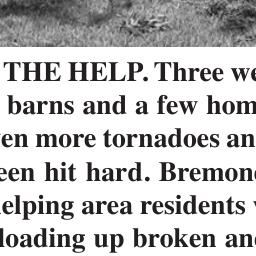 THE HELP. Three we
barns and a few hom
en more tornadoes an
een hit hard. Bremon
elping area residents
loading up broken an